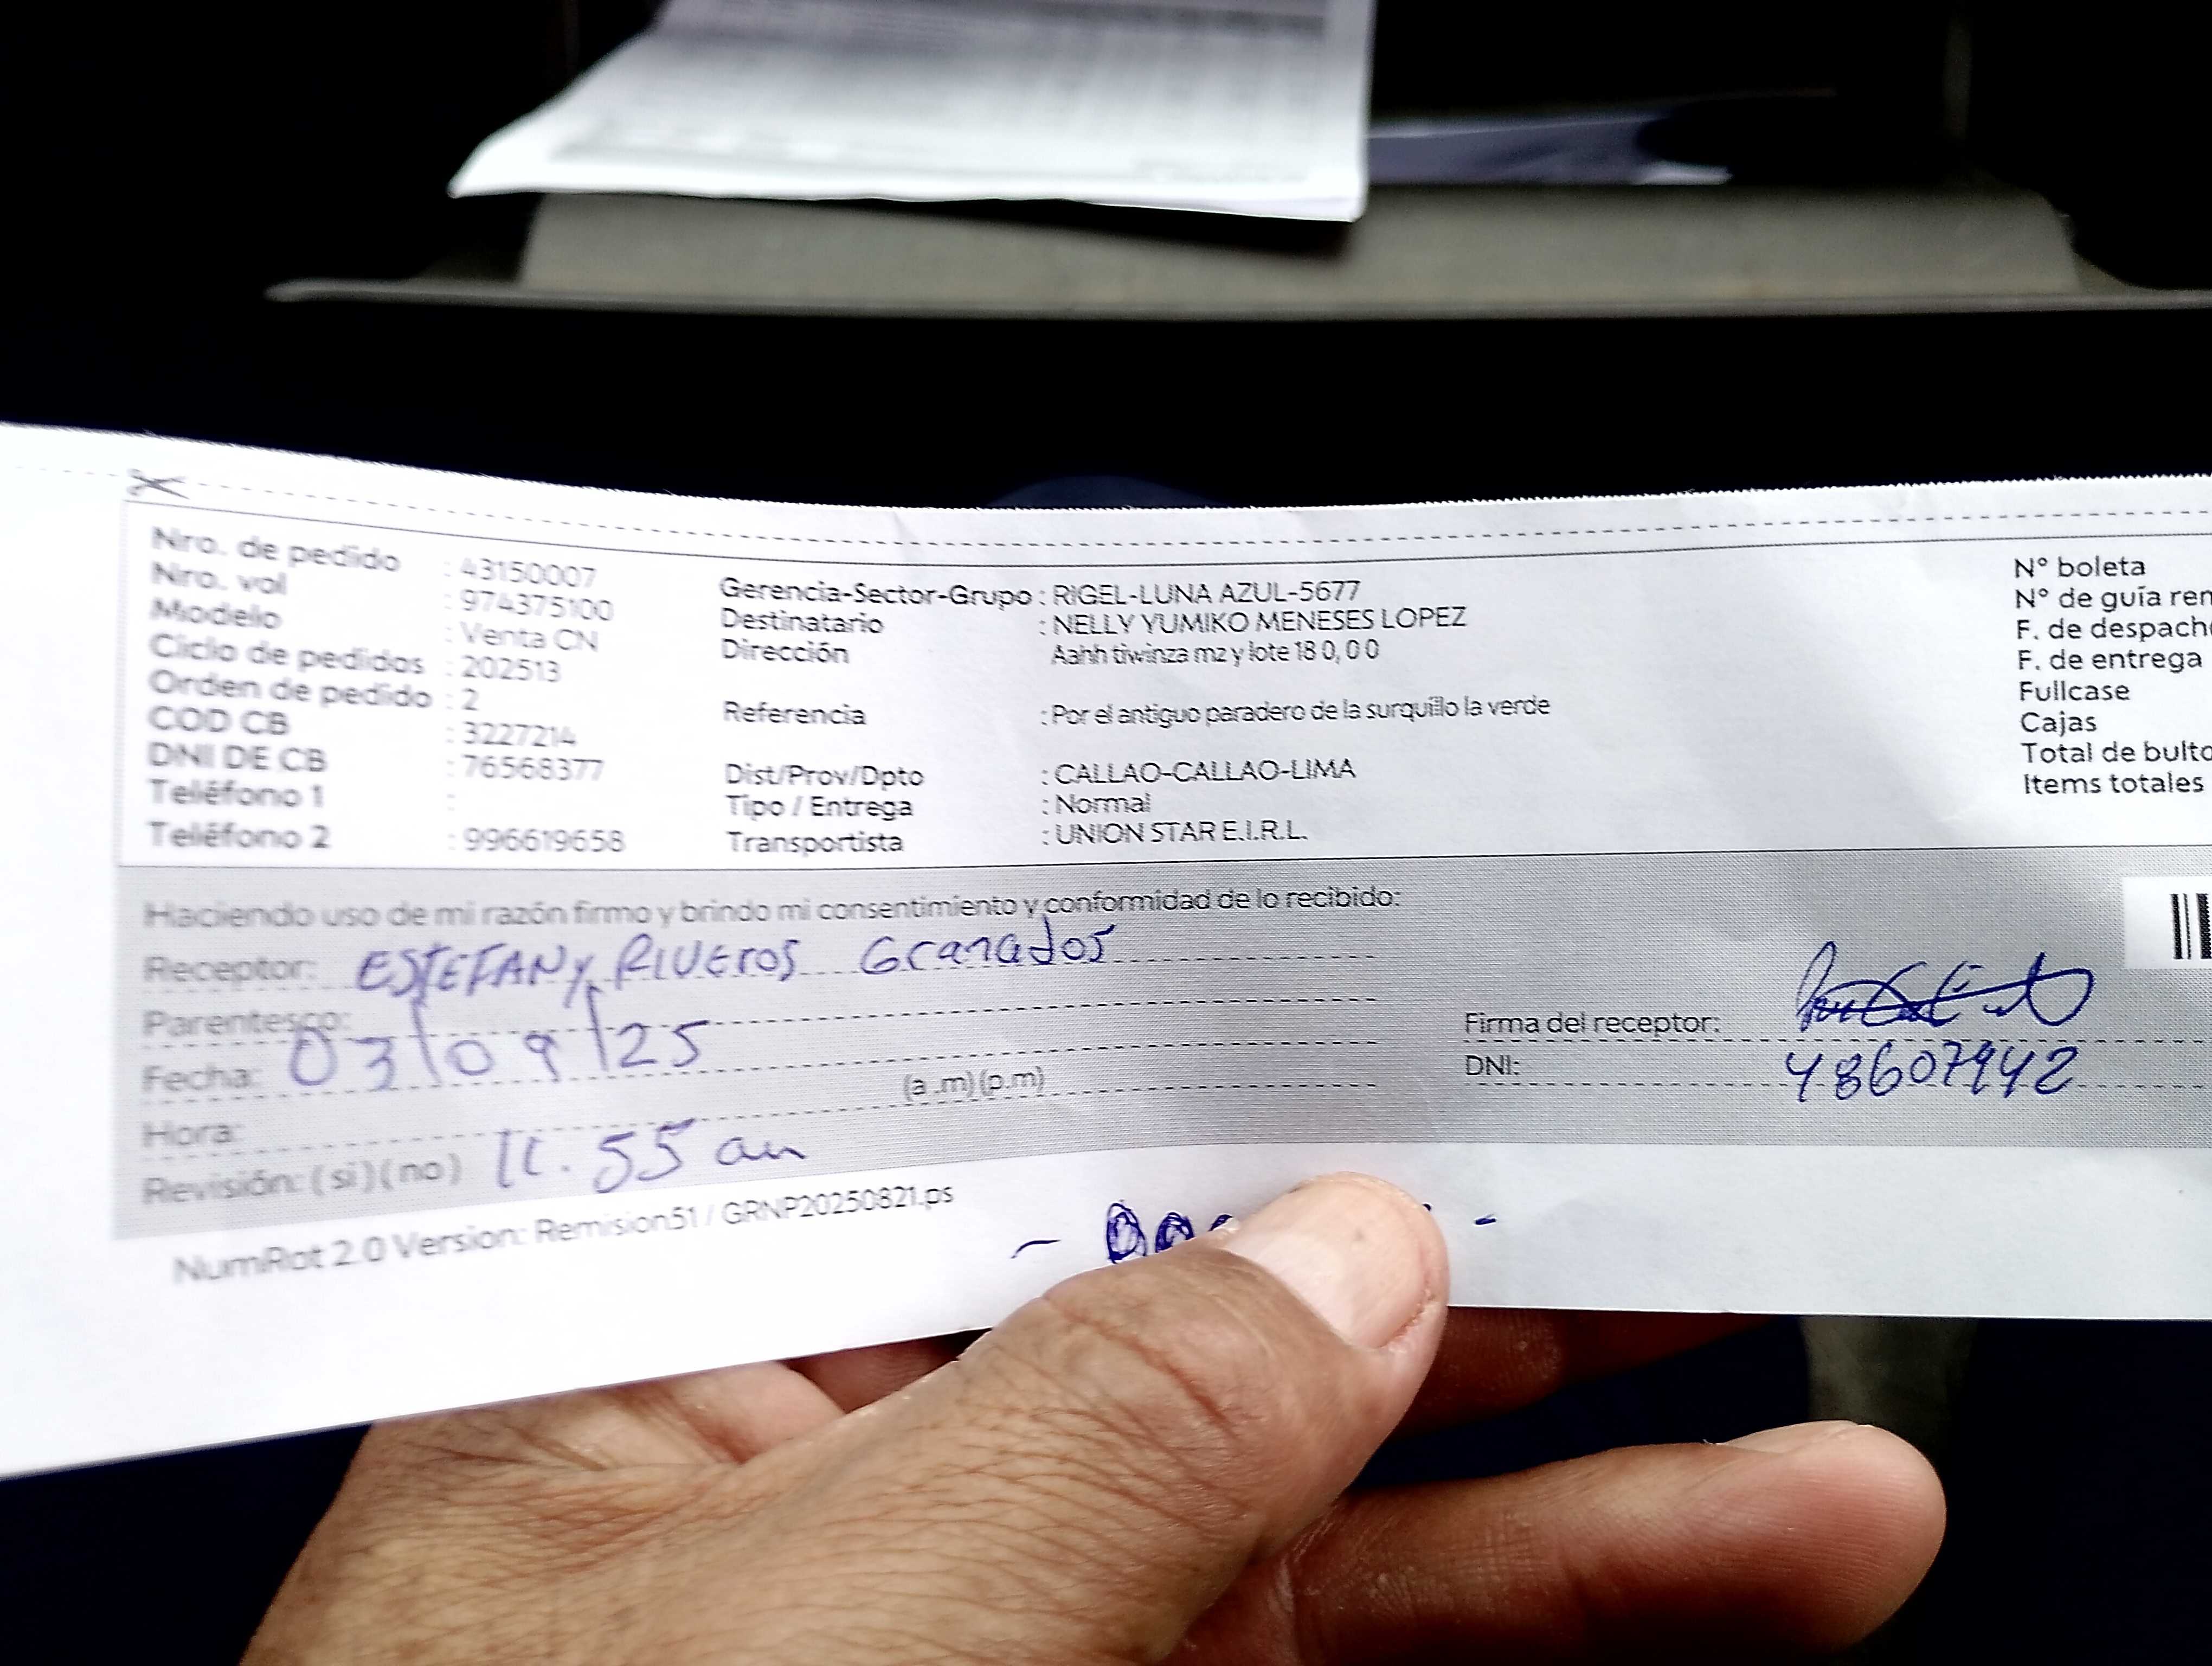 Nro. de pedido : 43150007
Nro. vol : 974375100
Modelo : Venta CN
Ciclo de pedidos : 202513
Orden de pedido : 2
COD CB : 3227214
DNI DE CB : 76568377
Teléfono 1 :
Teléfono 2 : 996619658
Gerencia-Sector-Grupo : RIGEL-LUNA AZUL-5677
Destinatario : NELLY YUMIKO MENESES LOPEZ
Dirección Aahh tiwinza mz y lote 18 0, 0 0
Referencia : Por el antiguo paradero de la surquillo la verde
Dist/Prov/Dpto : CALLAO-CALLAO-LIMA
Tipo / Entrega : Normal
Transportista : UNION STAR E.I.R.L.
N° boleta
N° de guía rem
F. de despach
F. de entrega
Fullcase
Cajas
Total de bulto
Items totales
Haciendo uso de mi razón firmo y brindo mi consentimiento y conformidad de lo recibido:
Receptor: ESTEFANY RIVEROS Granados
Parentesco:
Fecha: 03/09/25
(a .m) (p.m)
Hora:
Revisión: (si) (no) 11.55 am
Firma del receptor:
DNI: 48607942
NumRot 2.0 Version: Remision51 / GRNP20250821.ps